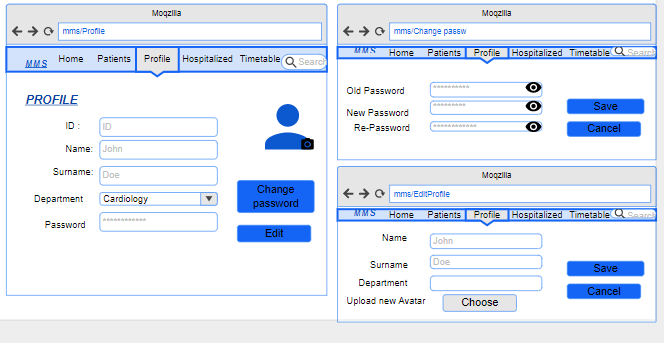 Moqzilla
mms/Profile
MMS Home Patients Profile Hospitalized Timetable Search
PROFILE
ID : ID
Name: John
Surname: Doe
Department Cardiology
Password ************
Change password
Edit
Moqzilla
mms/Change passw
MMS Home Patients Profile Hospitalized Timetable Search
Old Password **********
New Password *********
Re-Password ************
Save
Cancel
Moqzilla
mms/EditProfile
MMS Home Patients Profile Hospitalized Timetable Search
Name John
Surname Doe
Department
Upload new Avatar Choose
Save
Cancel